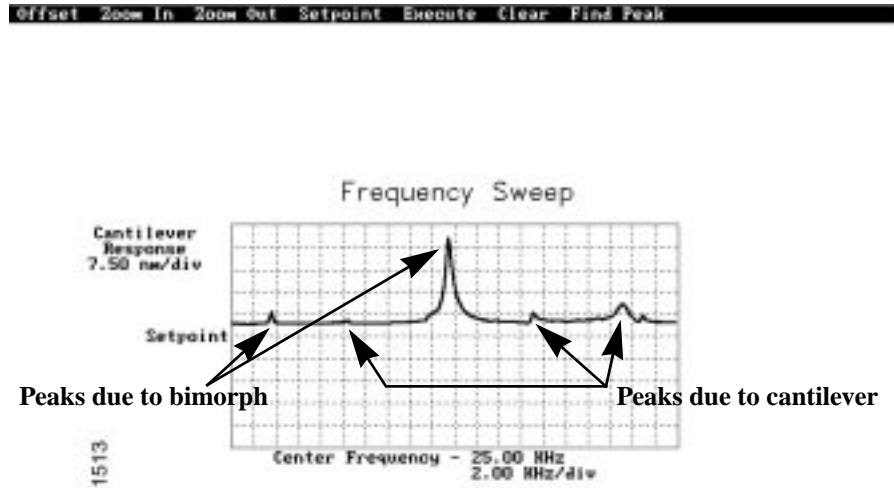 Offset Zoom In Zoom Out Setpoint Execute Clear Find Peak
Frequency Sweep
Cantilever
Response
7.50 nm/div
Setpoint
Peaks due to bimorph
Peaks due to cantilever
Center Frequency - 25.00 KHz
2.00 KHz/div
1513